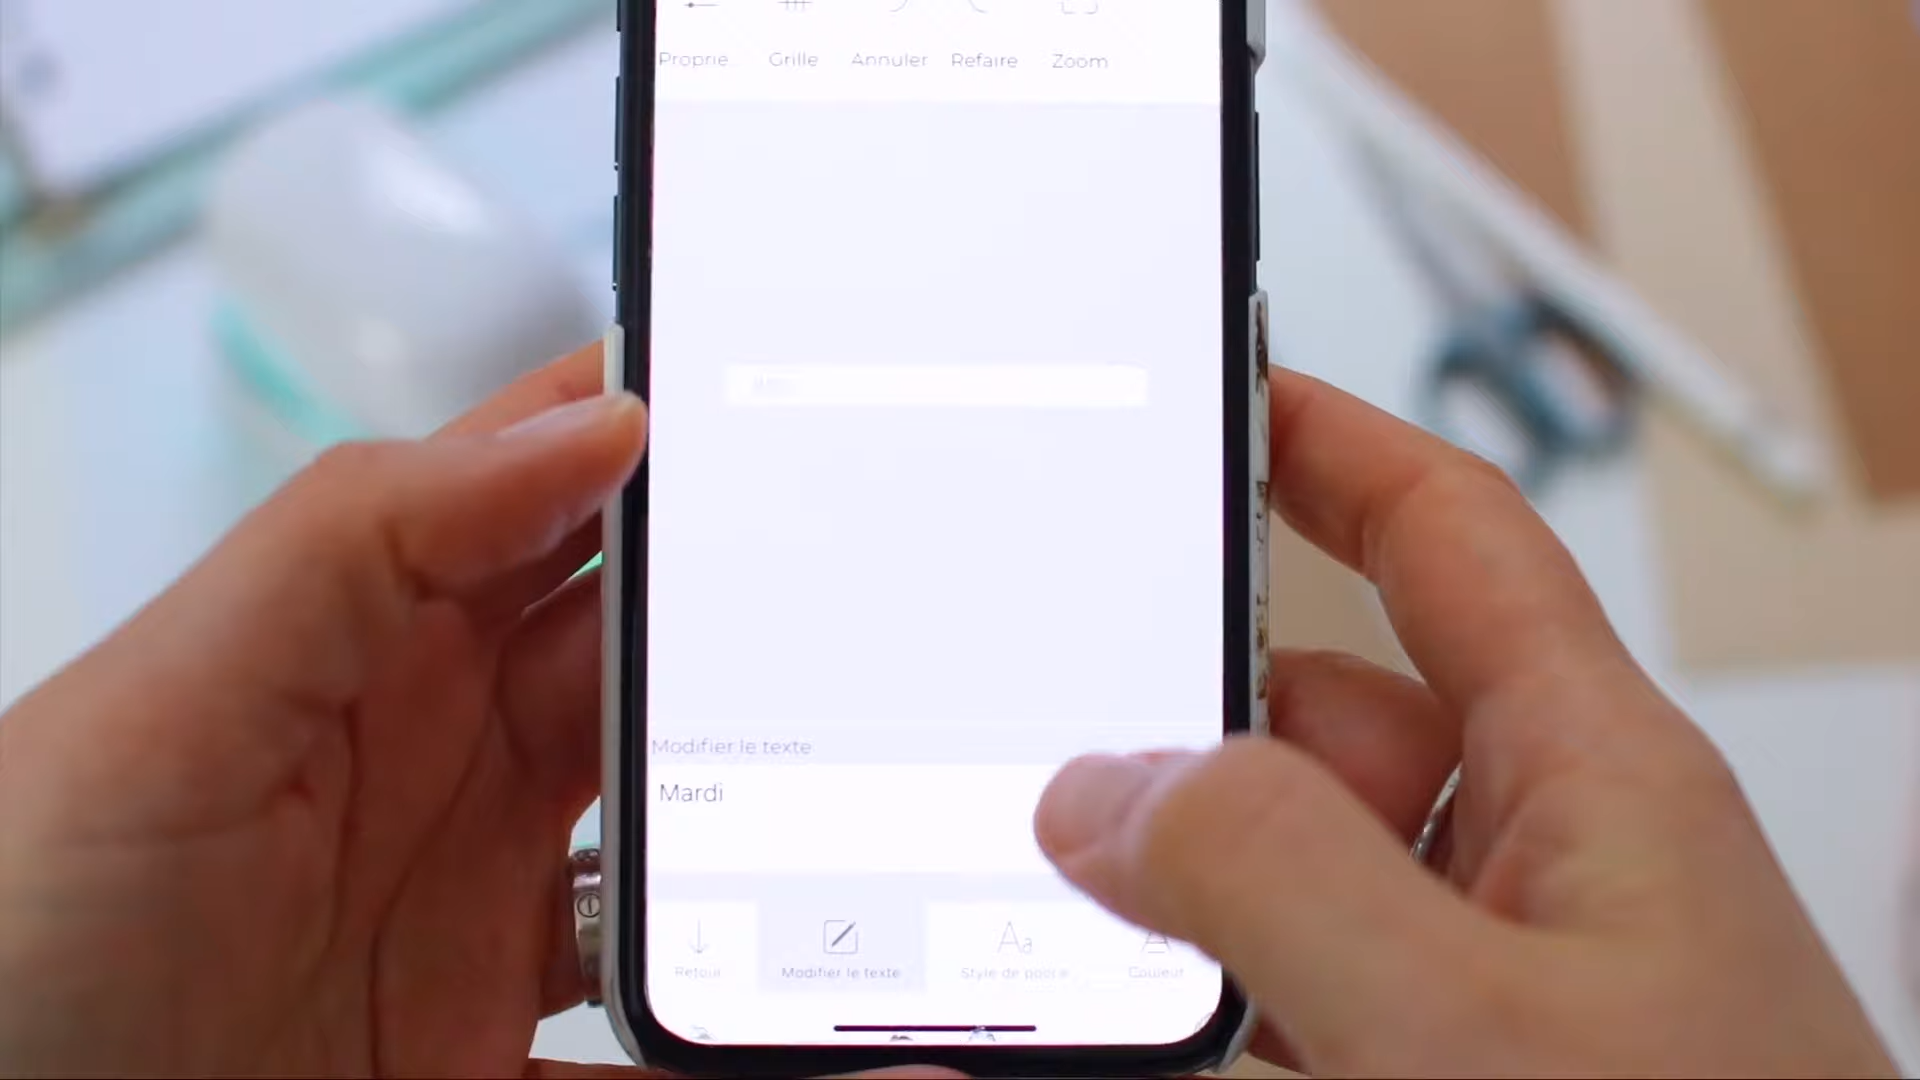 Proprie Grille Annuler Refaire Zoom
Modifier le texte
Mardi
Retour Modifier le texte Style de police Couleur